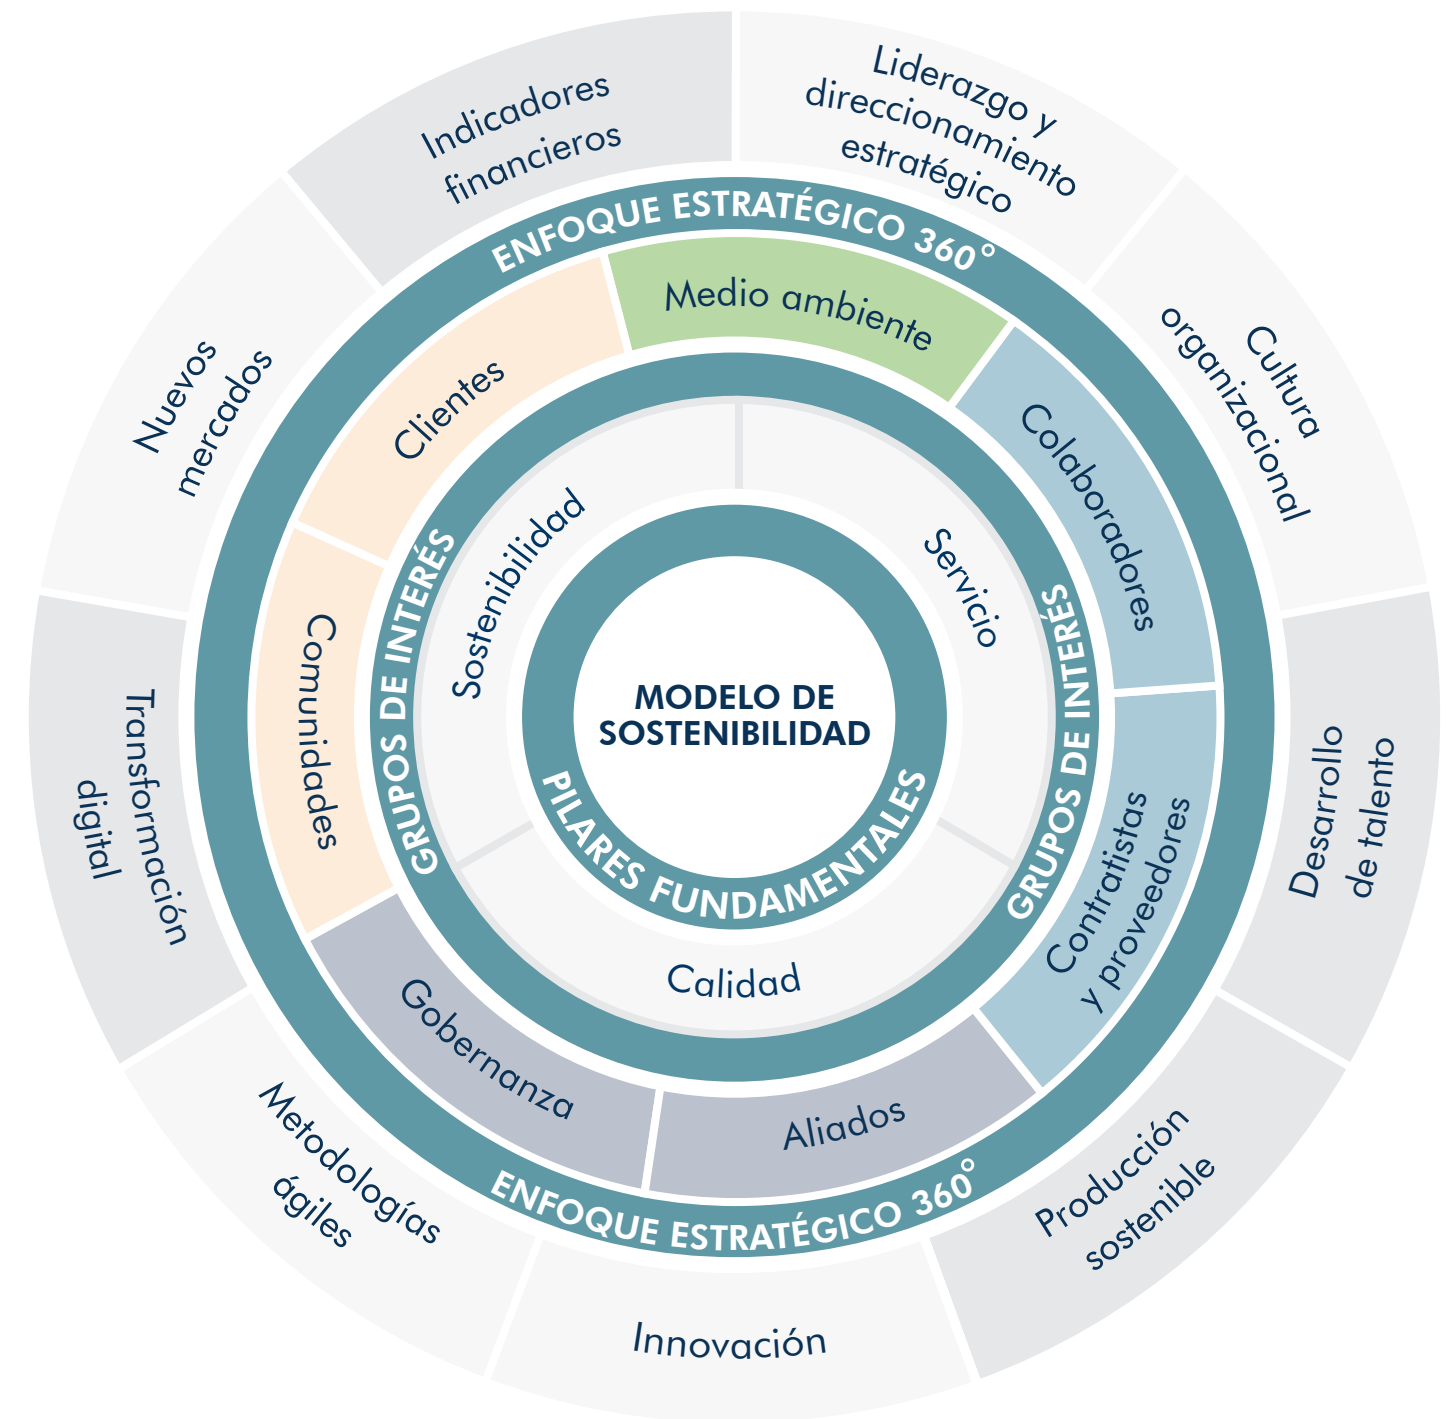 Liderazgo y
direccionamiento
estratégico
Cultura
organizacional
Desarrollo
de talento
Producción
sostenible
Innovación
Metodologías
ágiles
Transformación
digital
Nuevos
mercados
Indicadores
financieros
ENFOQUE ESTRATÉGICO 360°
ENFOQUE ESTRATÉGICO 360°
Medio ambiente
Colaboradores
Contratistas
y proveedores
Aliados
Gobernanza
Comunidades
Clientes
GRUPOS DE INTERÉS
GRUPOS DE INTERÉS
Sostenibilidad
Servicio
Calidad
PILARES FUNDAMENTALES
MODELO DE
SOSTENIBILIDAD